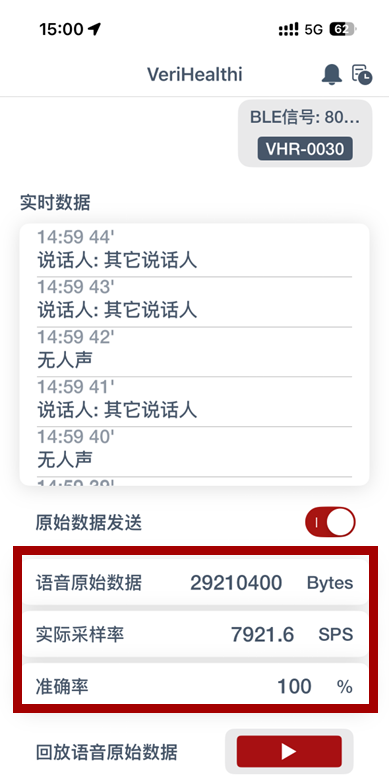 15:00
5G 62
VeriHealthi
BLE信号: 80...
VHR-0030
实时数据
14:59 44'
说话人: 其它说话人
14:59 43'
说话人: 其它说话人
14:59 42'
无人声
14:59 41'
说话人: 其它说话人
14:59 40'
无人声
14:59 39'
原始数据发送
语音原始数据 29210400 Bytes
实际采样率 7921.6 SPS
准确率 100 %
回放语音原始数据